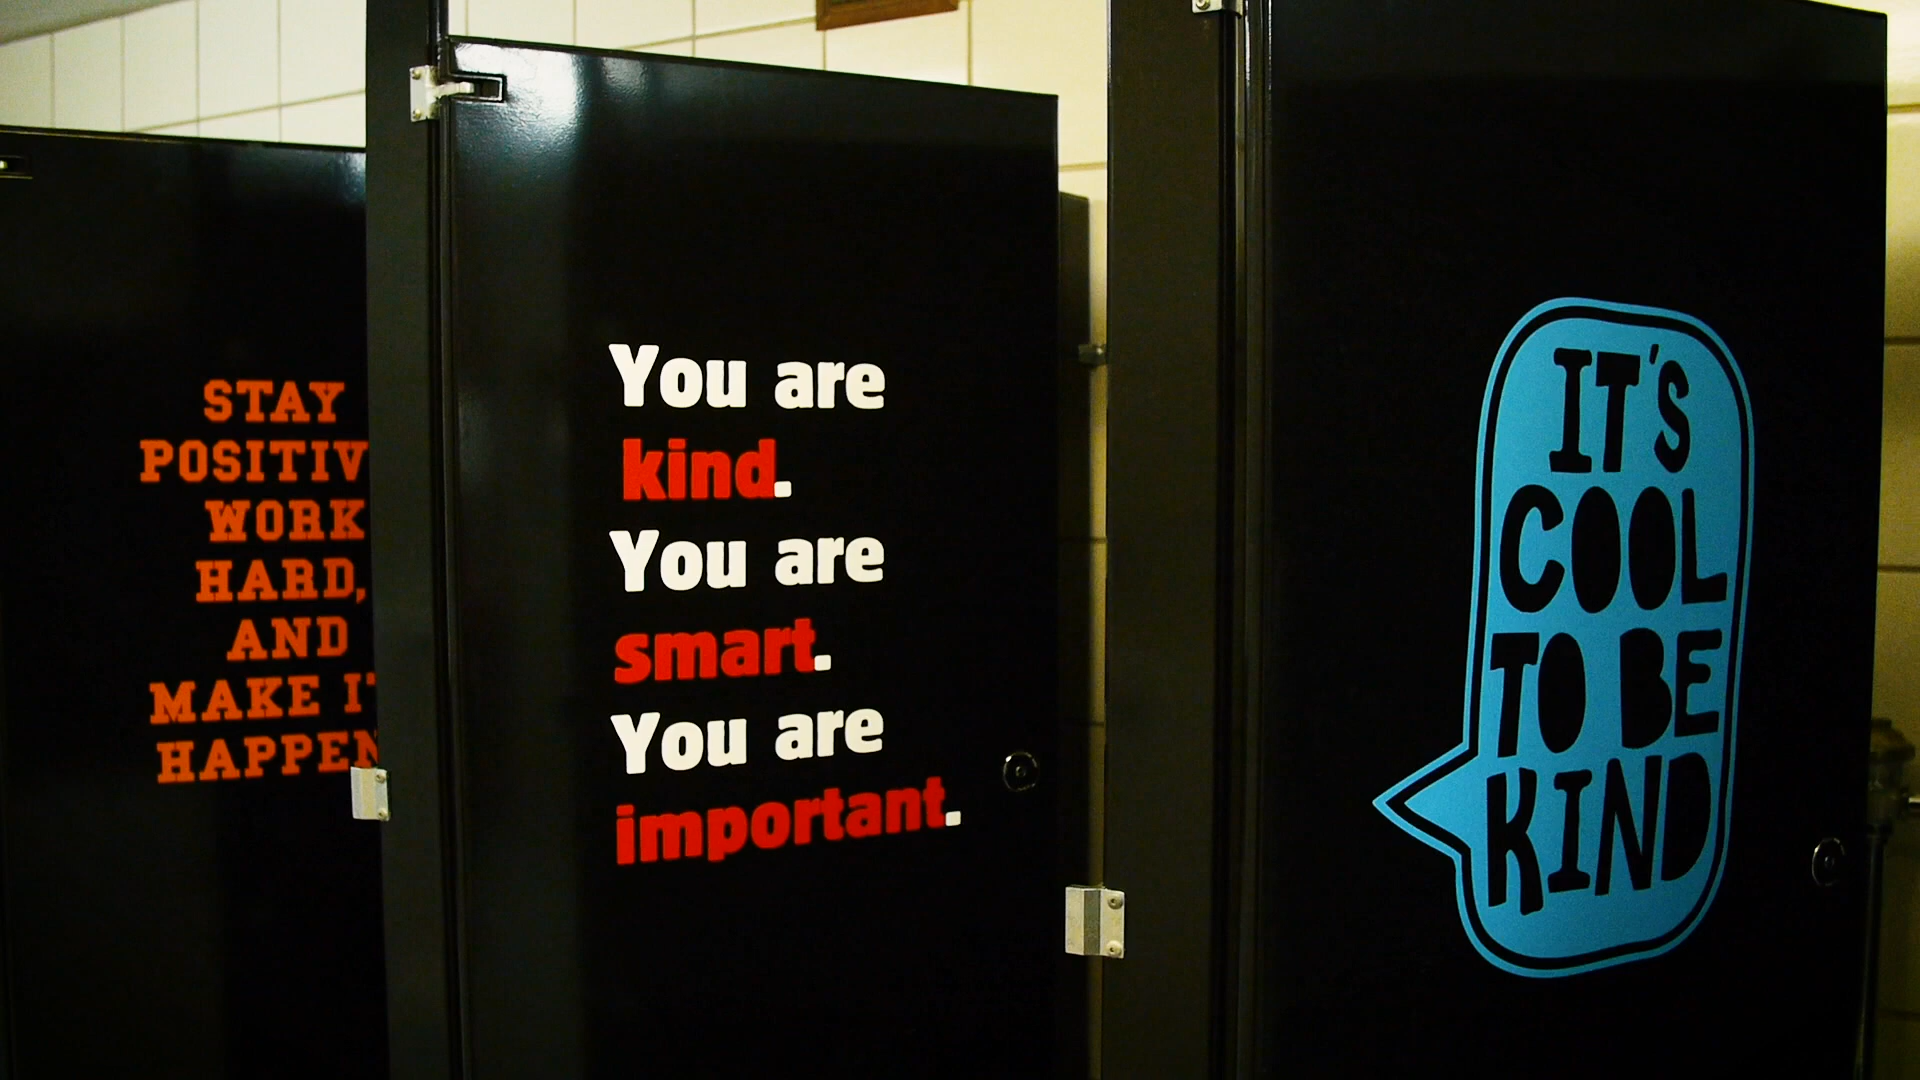 STAY
POSITIV
WORK
HARD,
AND
MAKE IT
HAPPEN
You are
kind.
You are
smart.
You are
important.
IT'S
COOL
TO BE
KIND